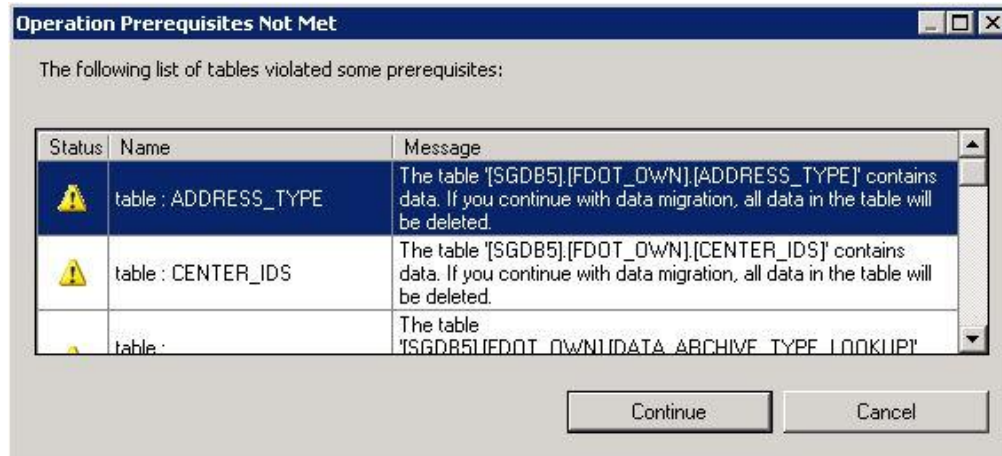 Operation Prerequisites Not Met
The following list of tables violated some prerequisites:
Status Name Message
table : ADDRESS_TYPE
The table '[SGDB5].[FDOT_OWN].[ADDRESS_TYPE]' contains
data. If you continue with data migration, all data in the table will
be deleted.
table : CENTER_IDS
The table '[SGDB5].[FDOT_OWN].[CENTER_IDS]' contains
data. If you continue with data migration, all data in the table will
be deleted.
table :
The table
'[SGDB5].[FDOT_OWN].[DATA_ARCHIVE_TYPE_LOOKUP]'
Continue Cancel